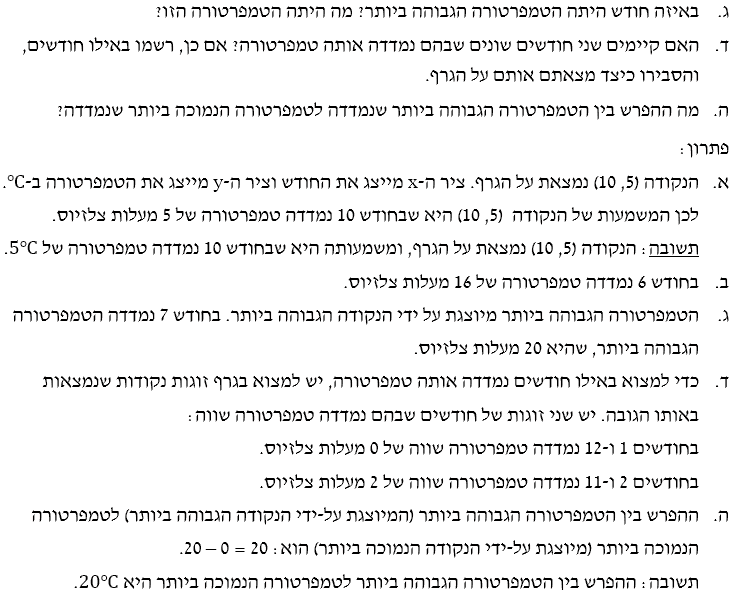 ג. באיזה חודש היתה הטמפרטורה הגבוהה ביותר? מה היתה הטמפרטורה הזו?
ד. האם קיימים שני חודשים שונים שבהם נמדדה אותה טמפרטורה? אם כן, רשמו באילו חודשים,
והסבירו כיצד מצאתם אותם על הגרף.
ה. מה ההפרש בין הטמפרטורה הגבוהה ביותר שנמדדה לטמפרטורה הנמוכה ביותר שנמדדה?
פתרון:
א. הנקודה (10, 5) נמצאת על הגרף. ציר ה-x מייצג את החודש וציר ה-y מייצג את הטמפרטורה ב-°C.
לכן המשמעות של הנקודה (10, 5) היא שבחודש 10 נמדדה טמפרטורה של 5 מעלות צלזיוס.
תשובה: הנקודה (10, 5) נמצאת על הגרף, ומשמעותה היא שבחודש 10 נמדדה טמפרטורה של 5°C.
ב. בחודש 6 נמדדה טמפרטורה של 16 מעלות צלזיוס.
ג. הטמפרטורה הגבוהה ביותר מיוצגת על ידי הנקודה הגבוהה ביותר. בחודש 7 נמדדה הטמפרטורה
הגבוהה ביותר, שהיא 20 מעלות צלזיוס.
ד. כדי למצוא באילו חודשים נמדדה אותה טמפרטורה, יש למצוא בגרף זוגות נקודות שנמצאות
באותו הגובה. יש שני זוגות של חודשים שבהם נמדדה טמפרטורה שווה:
בחודשים 1 ו-12 נמדדה טמפרטורה שווה של 0 מעלות צלזיוס.
בחודשים 2 ו-11 נמדדה טמפרטורה שווה של 2 מעלות צלזיוס.
ה. ההפרש בין הטמפרטורה הגבוהה ביותר (המיוצגת על-ידי הנקודה הגבוהה ביותר) לטמפרטורה
הנמוכה ביותר (מיוצגת על-ידי הנקודה הנמוכה ביותר) הוא: 20 – 0 = 20.
תשובה: ההפרש בין הטמפרטורה הגבוהה ביותר לטמפרטורה הנמוכה ביותר היא 20°C.